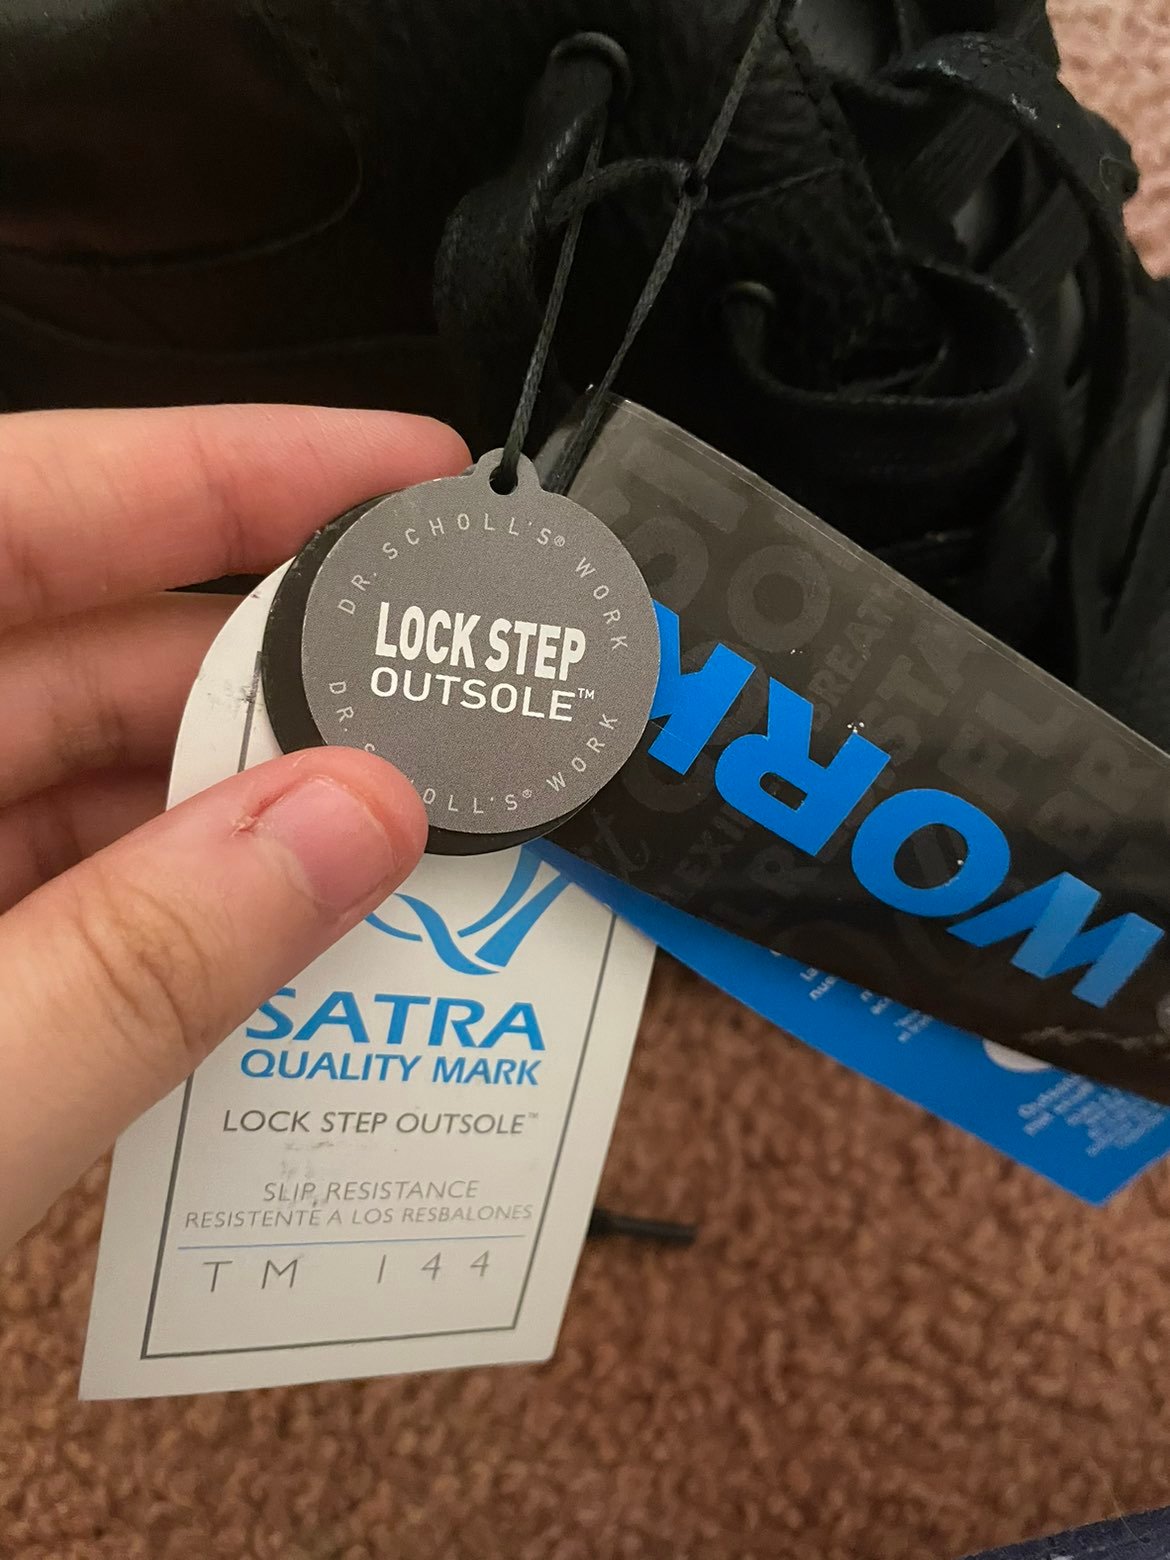 DR. SCHOLL'S® WORK
LOCK STEP
OUTSOLE™
DR. SCHOLL'S® WORK
WORK
SATRA
QUALITY MARK
LOCK STEP OUTSOLE™
SLIP RESISTANCE
RESISTENTE A LOS RESBALONES
TM 144